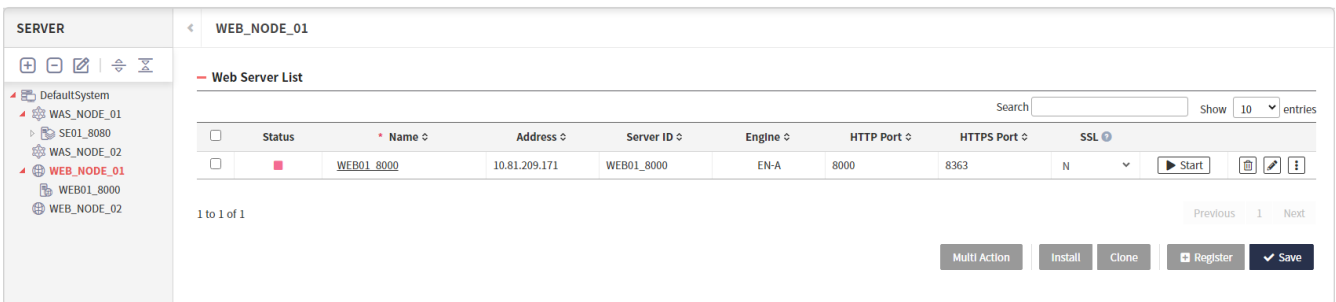 SERVER
WEB_NODE_01
DefaultSystem
WAS_NODE_01
SE01_8080
WAS_NODE_02
WEB_NODE_01
WEB01_8000
WEB_NODE_02
Web Server List
Search Show 10 entries
Status * Name Address Server ID Engine HTTP Port HTTPS Port SSL ?
WEB01_8000 10.81.209.171 WEB01_8000 EN-A 8000 8363 N Start
1 to 1 of 1
Previous 1 Next
Multi Action Install Clone Register Save